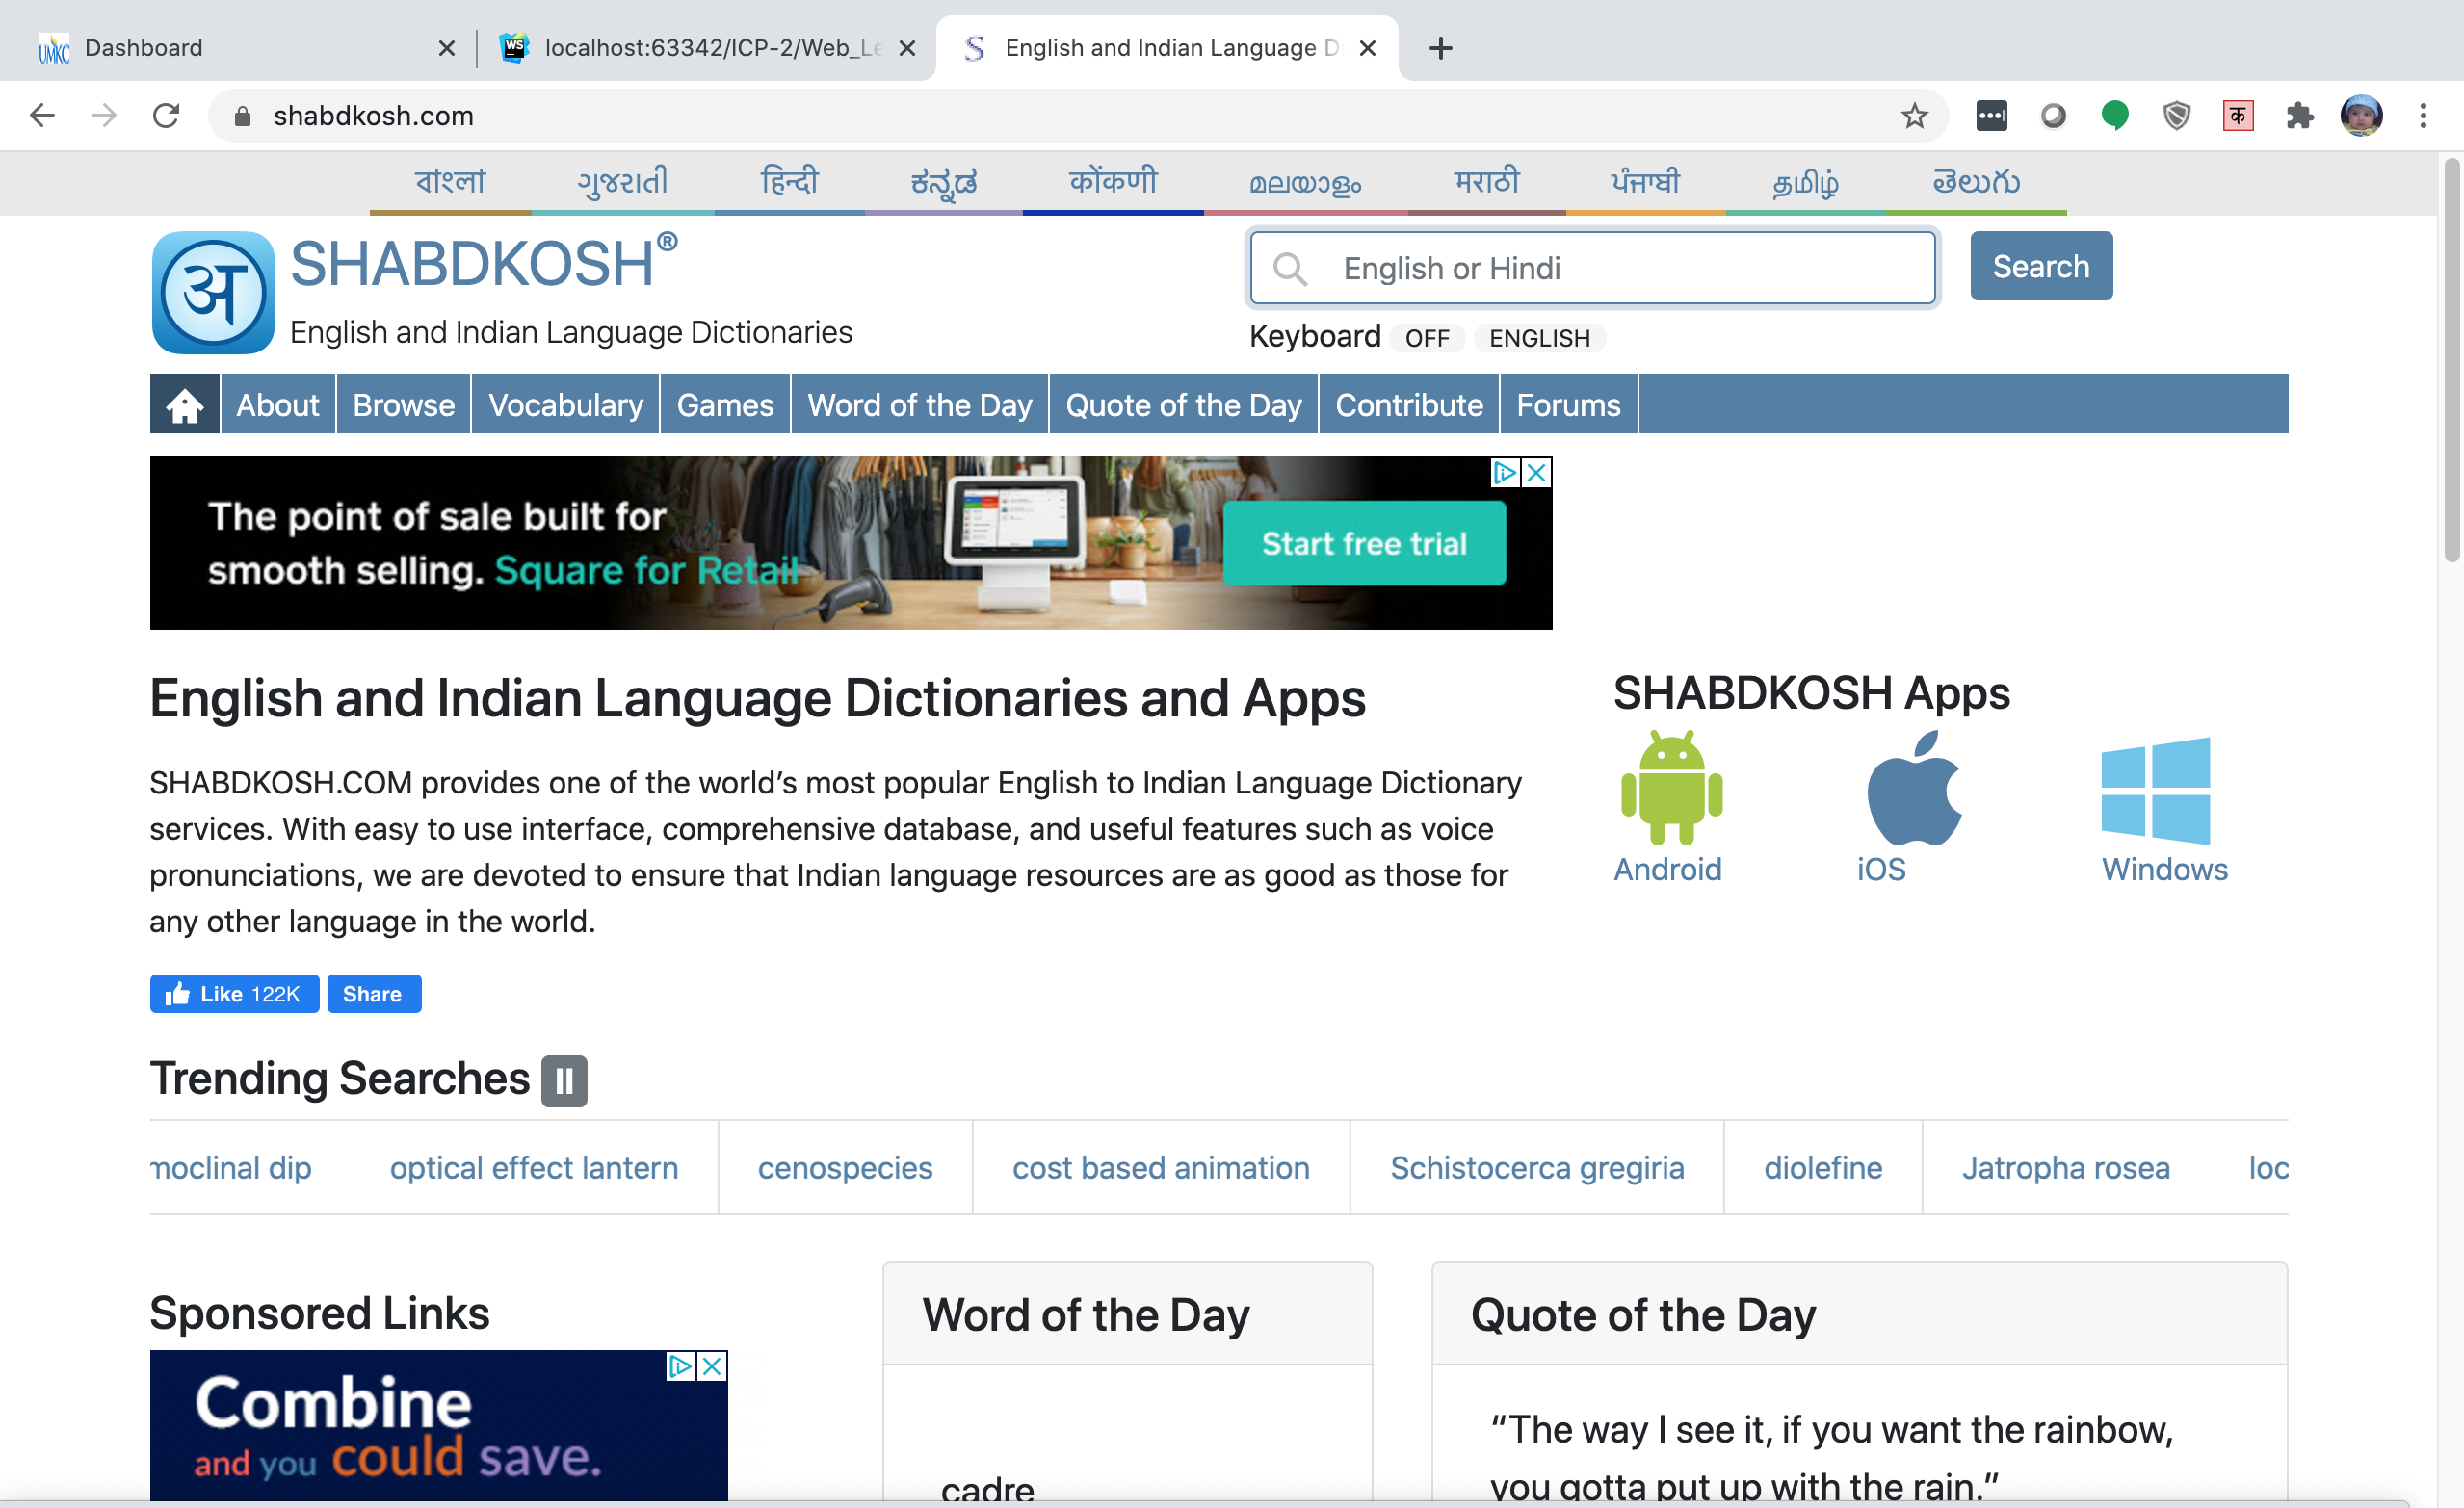 Dashboard
localhost:63342/ICP-2/Web_Le
English and Indian Language D
shabdkosh.com
বাংলা ગુજરાતી हिन्दी ಕನ್ನಡ कोंकणी മലയാളം मराठी ਪੰਜਾਬੀ தமிழ் తెలుగు
SHABDKOSH®
English and Indian Language Dictionaries
English or Hindi
Search
Keyboard OFF ENGLISH
About Browse Vocabulary Games Word of the Day Quote of the Day Contribute Forums
The point of sale built for
smooth selling. Square for Retail
Start free trial
English and Indian Language Dictionaries and Apps
SHABDKOSH.COM provides one of the world’s most popular English to Indian Language Dictionary
services. With easy to use interface, comprehensive database, and useful features such as voice
pronunciations, we are devoted to ensure that Indian language resources are as good as those for
any other language in the world.
SHABDKOSH Apps
Android iOS Windows
Like 122K Share
Trending Searches
moclinal dip optical effect lantern cenospecies cost based animation Schistocerca gregiria diolefine Jatropha rosea loc
Sponsored Links
Combine
and you could save.
Word of the Day
cadre
Quote of the Day
“The way I see it, if you want the rainbow,
you gotta put up with the rain.”